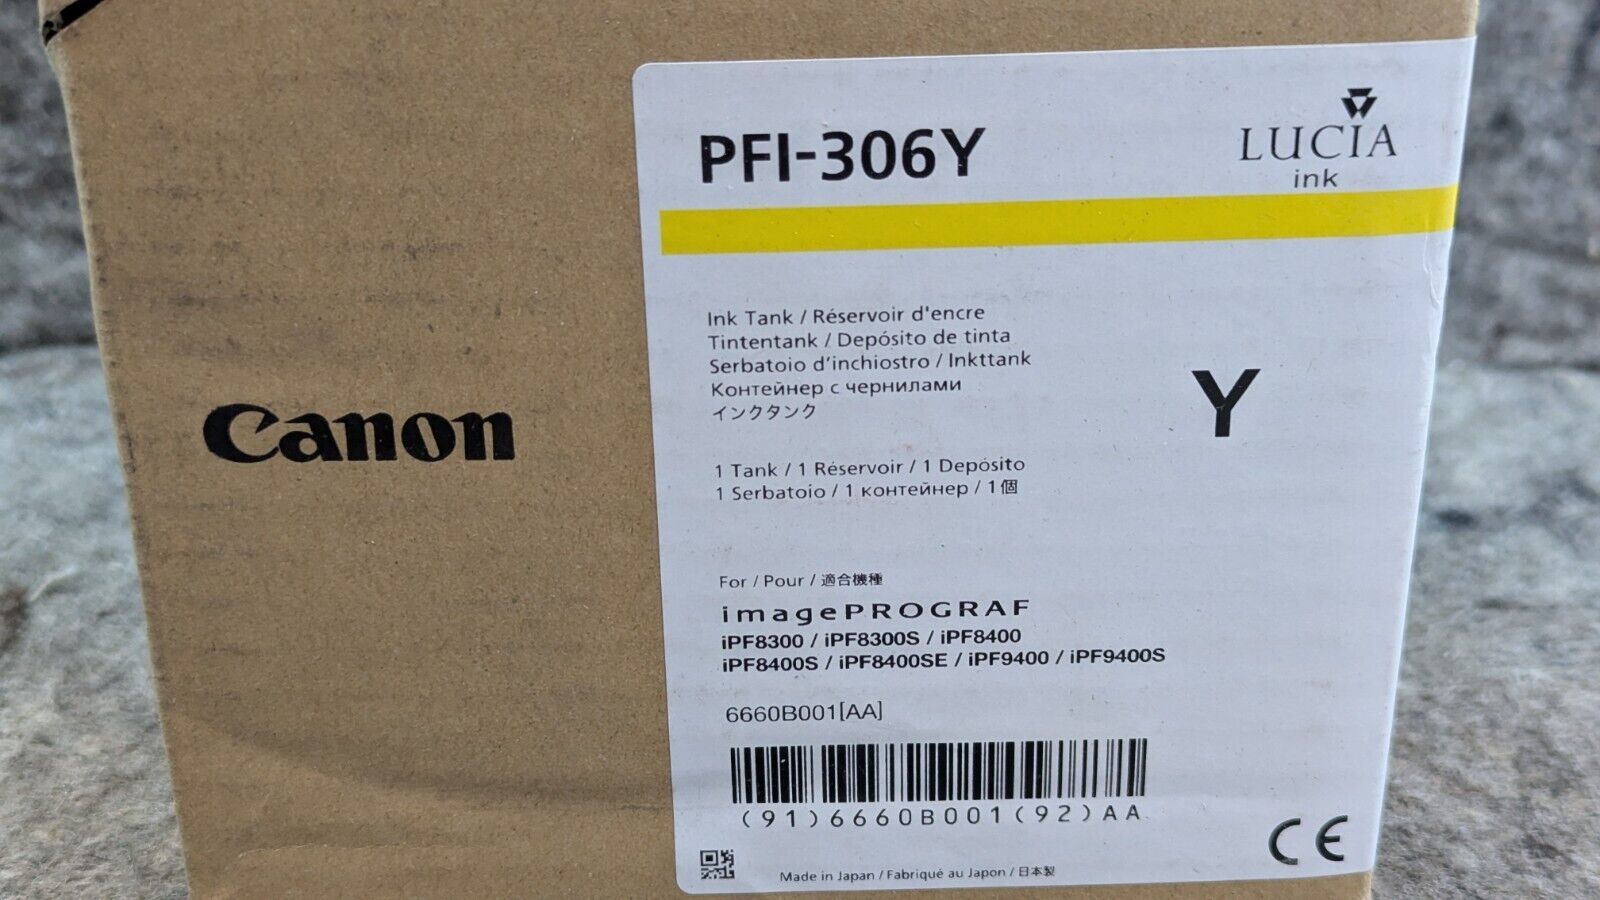 Canon
PFI-306Y
LUCIA
ink
Ink Tank / Réservoir d'encre
Tintentank / Depósito de tinta
Serbatoio d'inchiostro / Inkttank
Контейнер с чернилами
インクタンク
Y
1 Tank / 1 Réservoir / 1 Depósito
1 Serbatoio / 1 контейнер / 1個
For / Pour / 適合機種
imagePROGRAF
iPF8300 / iPF8300S / iPF8400
iPF8400S / iPF8400SE / iPF9400 / iPF9400S
6660B001[AA]
(91)6660B001(92)AA
CE
Made in Japan / Fabriqué au Japon / 日本製